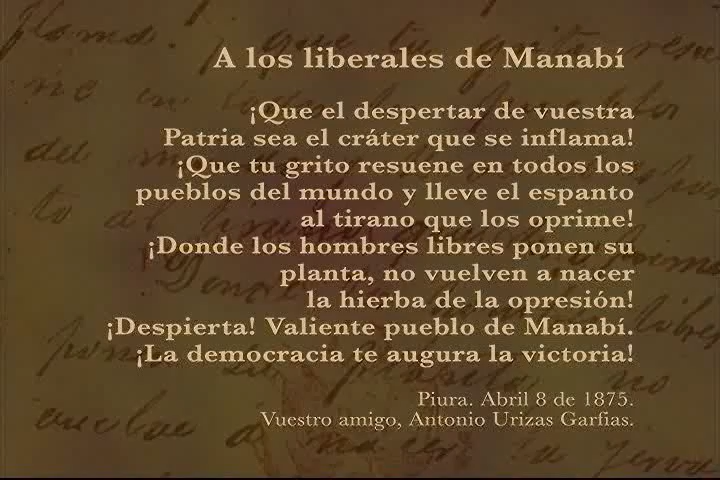 A los liberales de Manabí
¡Que el despertar de vuestra
Patria sea el cráter que se inflama!
¡Que tu grito resuene en todos los
pueblos del mundo y lleve el espanto
al tirano que los oprime!
¡Donde los hombres libres ponen su
planta, no vuelven a nacer
la hierba de la opresión!
¡Despierta! Valiente pueblo de Manabí.
¡La democracia te augura la victoria!
Piura. Abril 8 de 1875.
Vuestro amigo, Antonio Urizas Garfias.